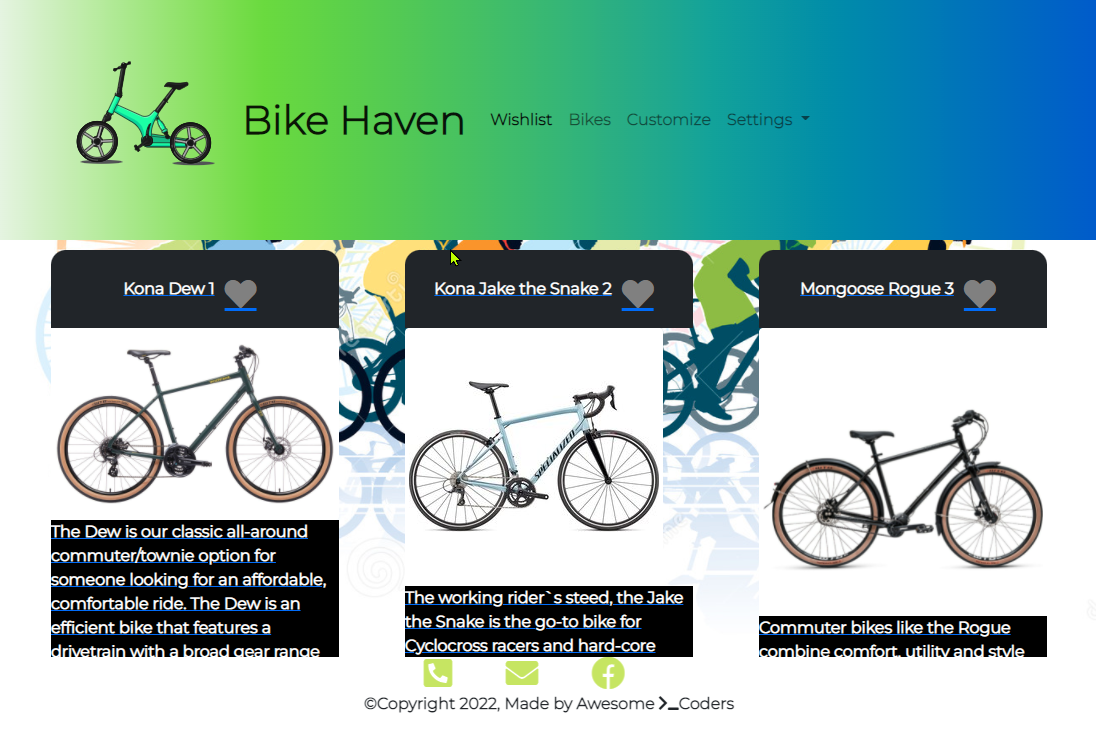 Bike Haven
Wishlist Bikes Customize Settings
Kona Dew 1
Kona Jake the Snake 2
Mongoose Rogue 3
SPECIALIZED
The Dew is our classic all-around
commuter/townie option for
someone looking for an affordable,
comfortable ride. The Dew is an
efficient bike that features a
drivetrain with a broad gear range
The working rider`s steed, the Jake
the Snake is the go-to bike for
Cyclocross racers and hard-core
Commuter bikes like the Rogue
combine comfort, utility and style
©Copyright 2022, Made by Awesome >_Coders